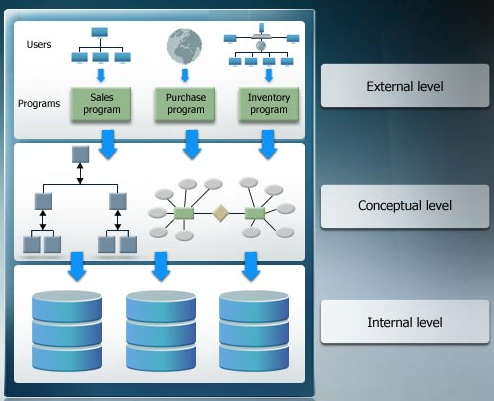 Users
Programs
Sales
program
Purchase
program
Inventory
program
External level
Conceptual level
Internal level